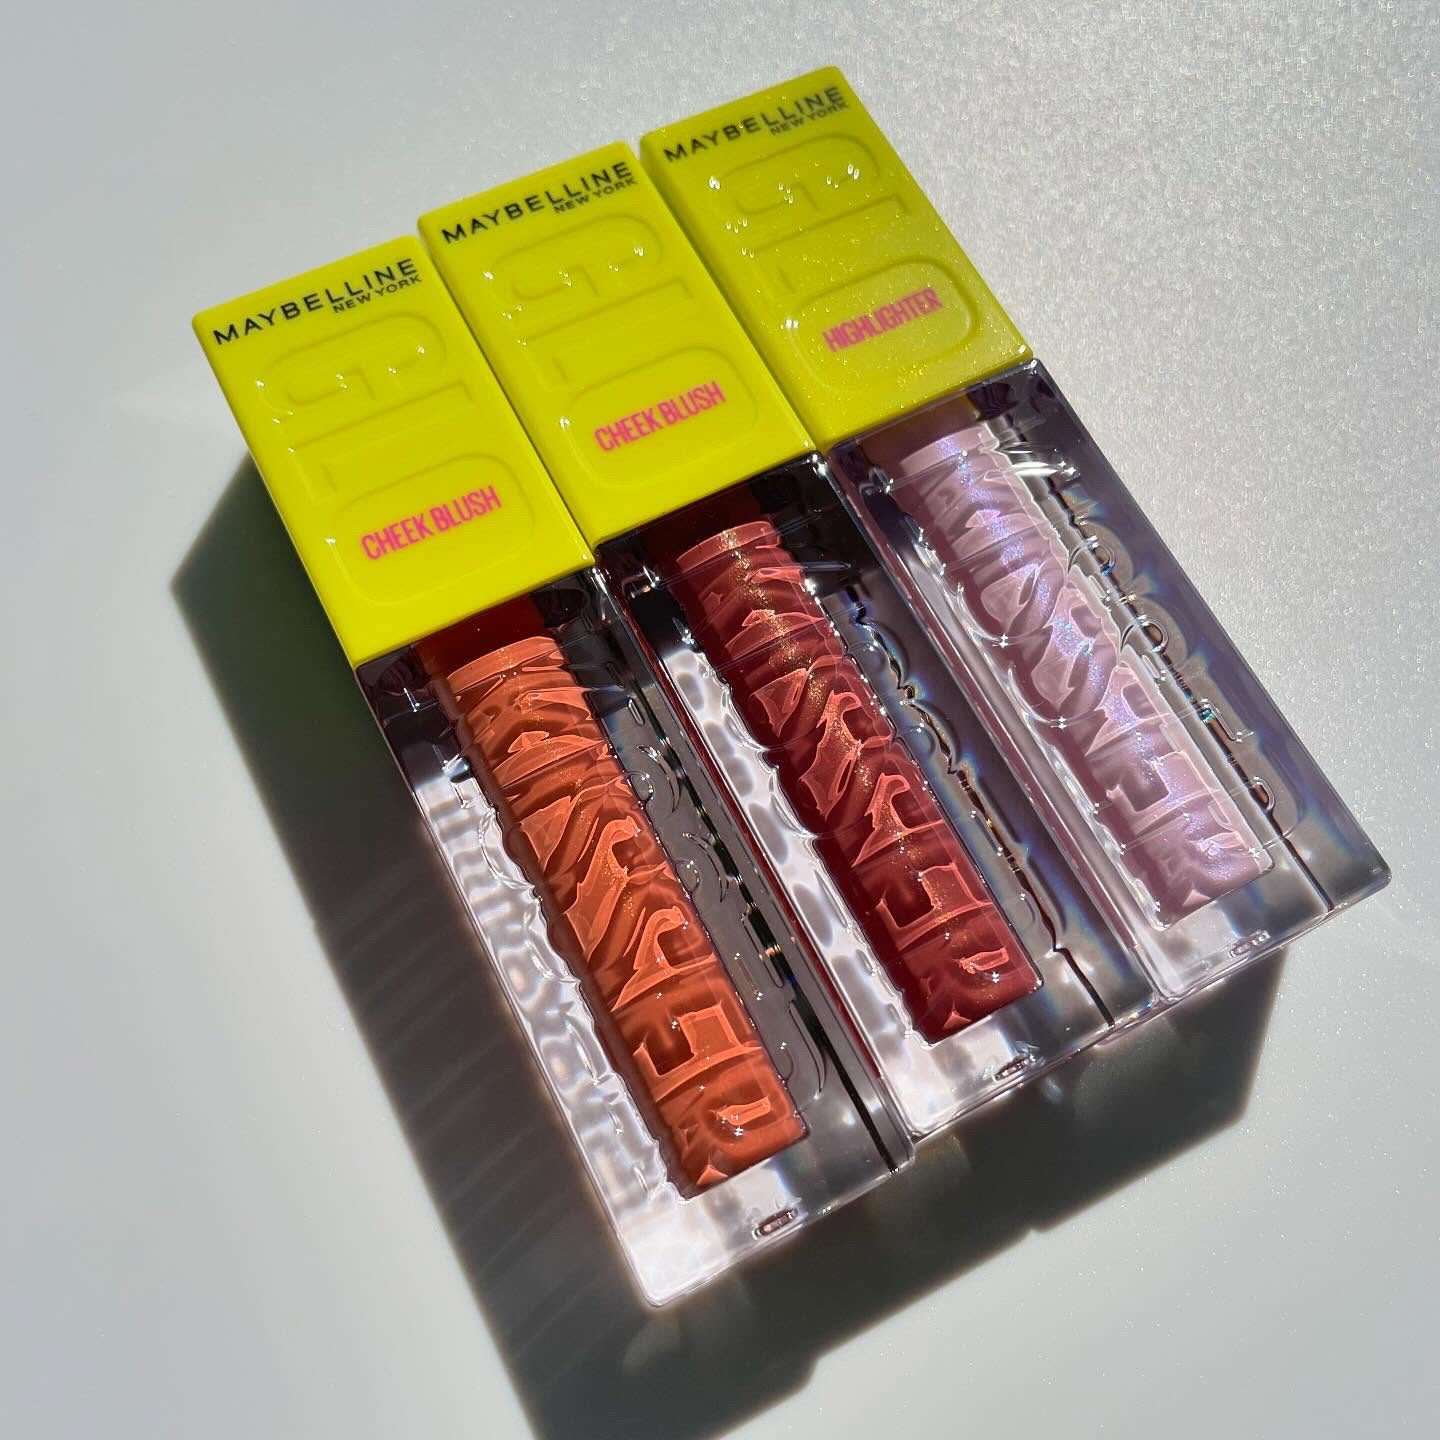 MAYBELLINE
NEW YORK
GLO
CHEEK BLUSH
MAYBELLINE
NEW YORK
GLO
CHEEK BLUSH
MAYBELLINE
NEW YORK
GLO
HIGHLIGHTER